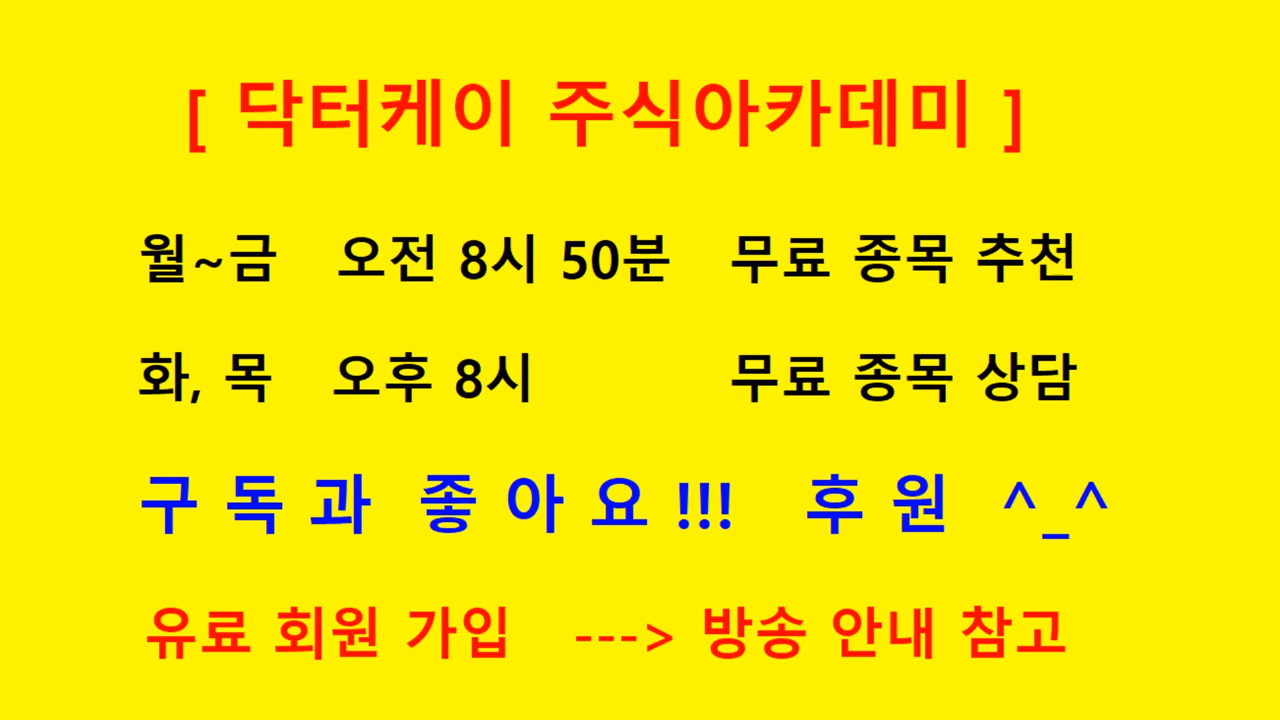 [ 닥터케이 주식아카데미 ]
월~금 오전 8시 50분 무료 종목 추천
화, 목 오후 8시 무료 종목 상담
구 독 과 좋 아 요 !!! 후 원 ^_^
유료 회원 가입 ---> 방송 안내 참고